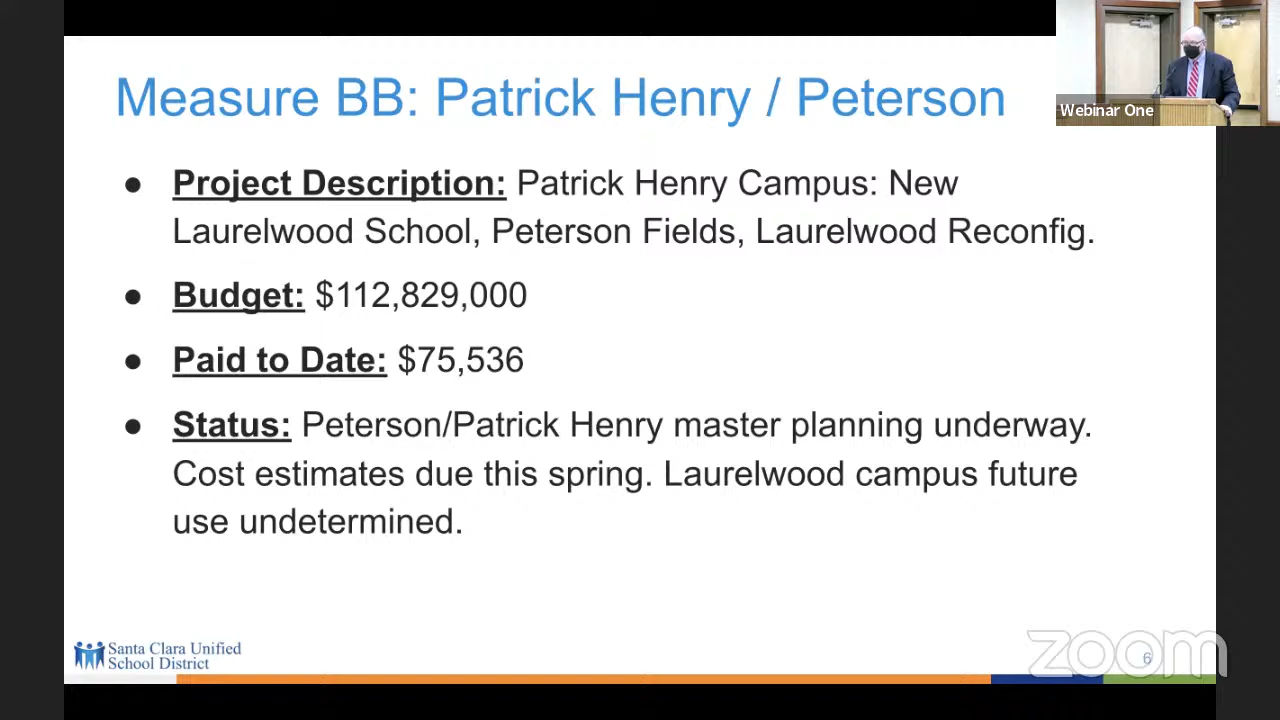 Measure BB: Patrick Henry / Peterson
Webinar One
● Project Description: Patrick Henry Campus: New
Laurelwood School, Peterson Fields, Laurelwood Reconfig.
● Budget: $112,829,000
● Paid to Date: $75,536
● Status: Peterson/Patrick Henry master planning underway.
Cost estimates due this spring. Laurelwood campus future
use undetermined.
Santa Clara Unified
School District
zoom
6